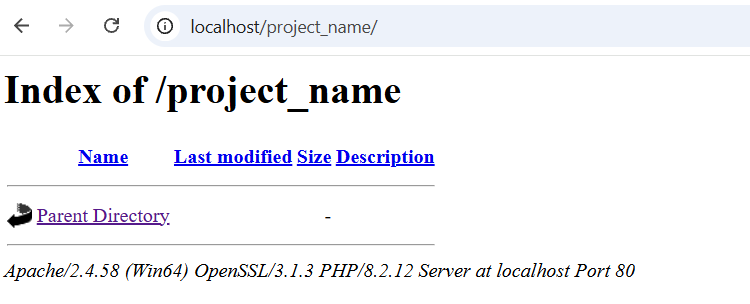 localhost/project_name/
Index of /project_name
Name Last modified Size Description
Parent Directory -
Apache/2.4.58 (Win64) OpenSSL/3.1.3 PHP/8.2.12 Server at localhost Port 80